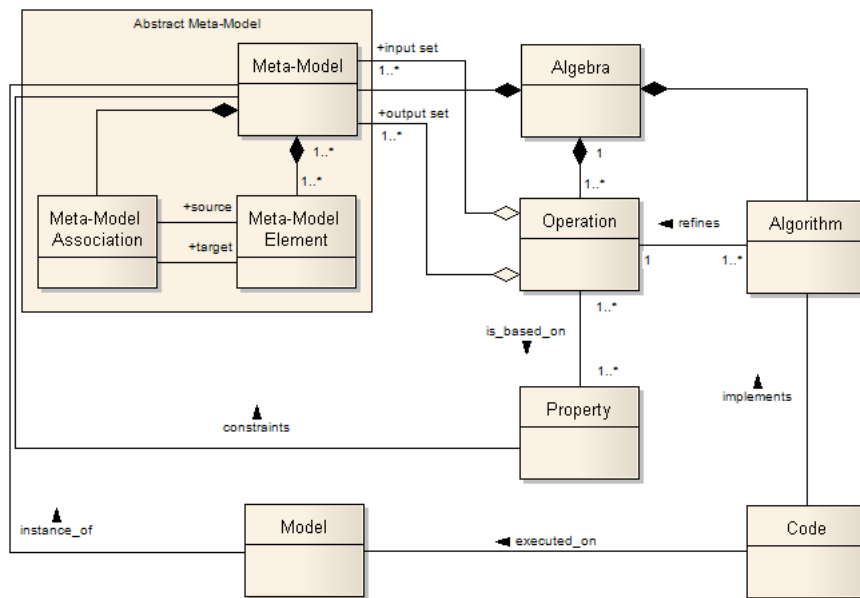 Abstract Meta-Model
Meta-Model
+input set
1..*
Algebra
+output set
1..*
1..*
1
1..*
1..*
Meta-Model
Association
+source
+target
Meta-Model
Element
Operation
refines
1
1..*
Algorithm
1..*
is_based_on
1..*
Property
implements
constraints
instance_of
Model
executed_on
Code